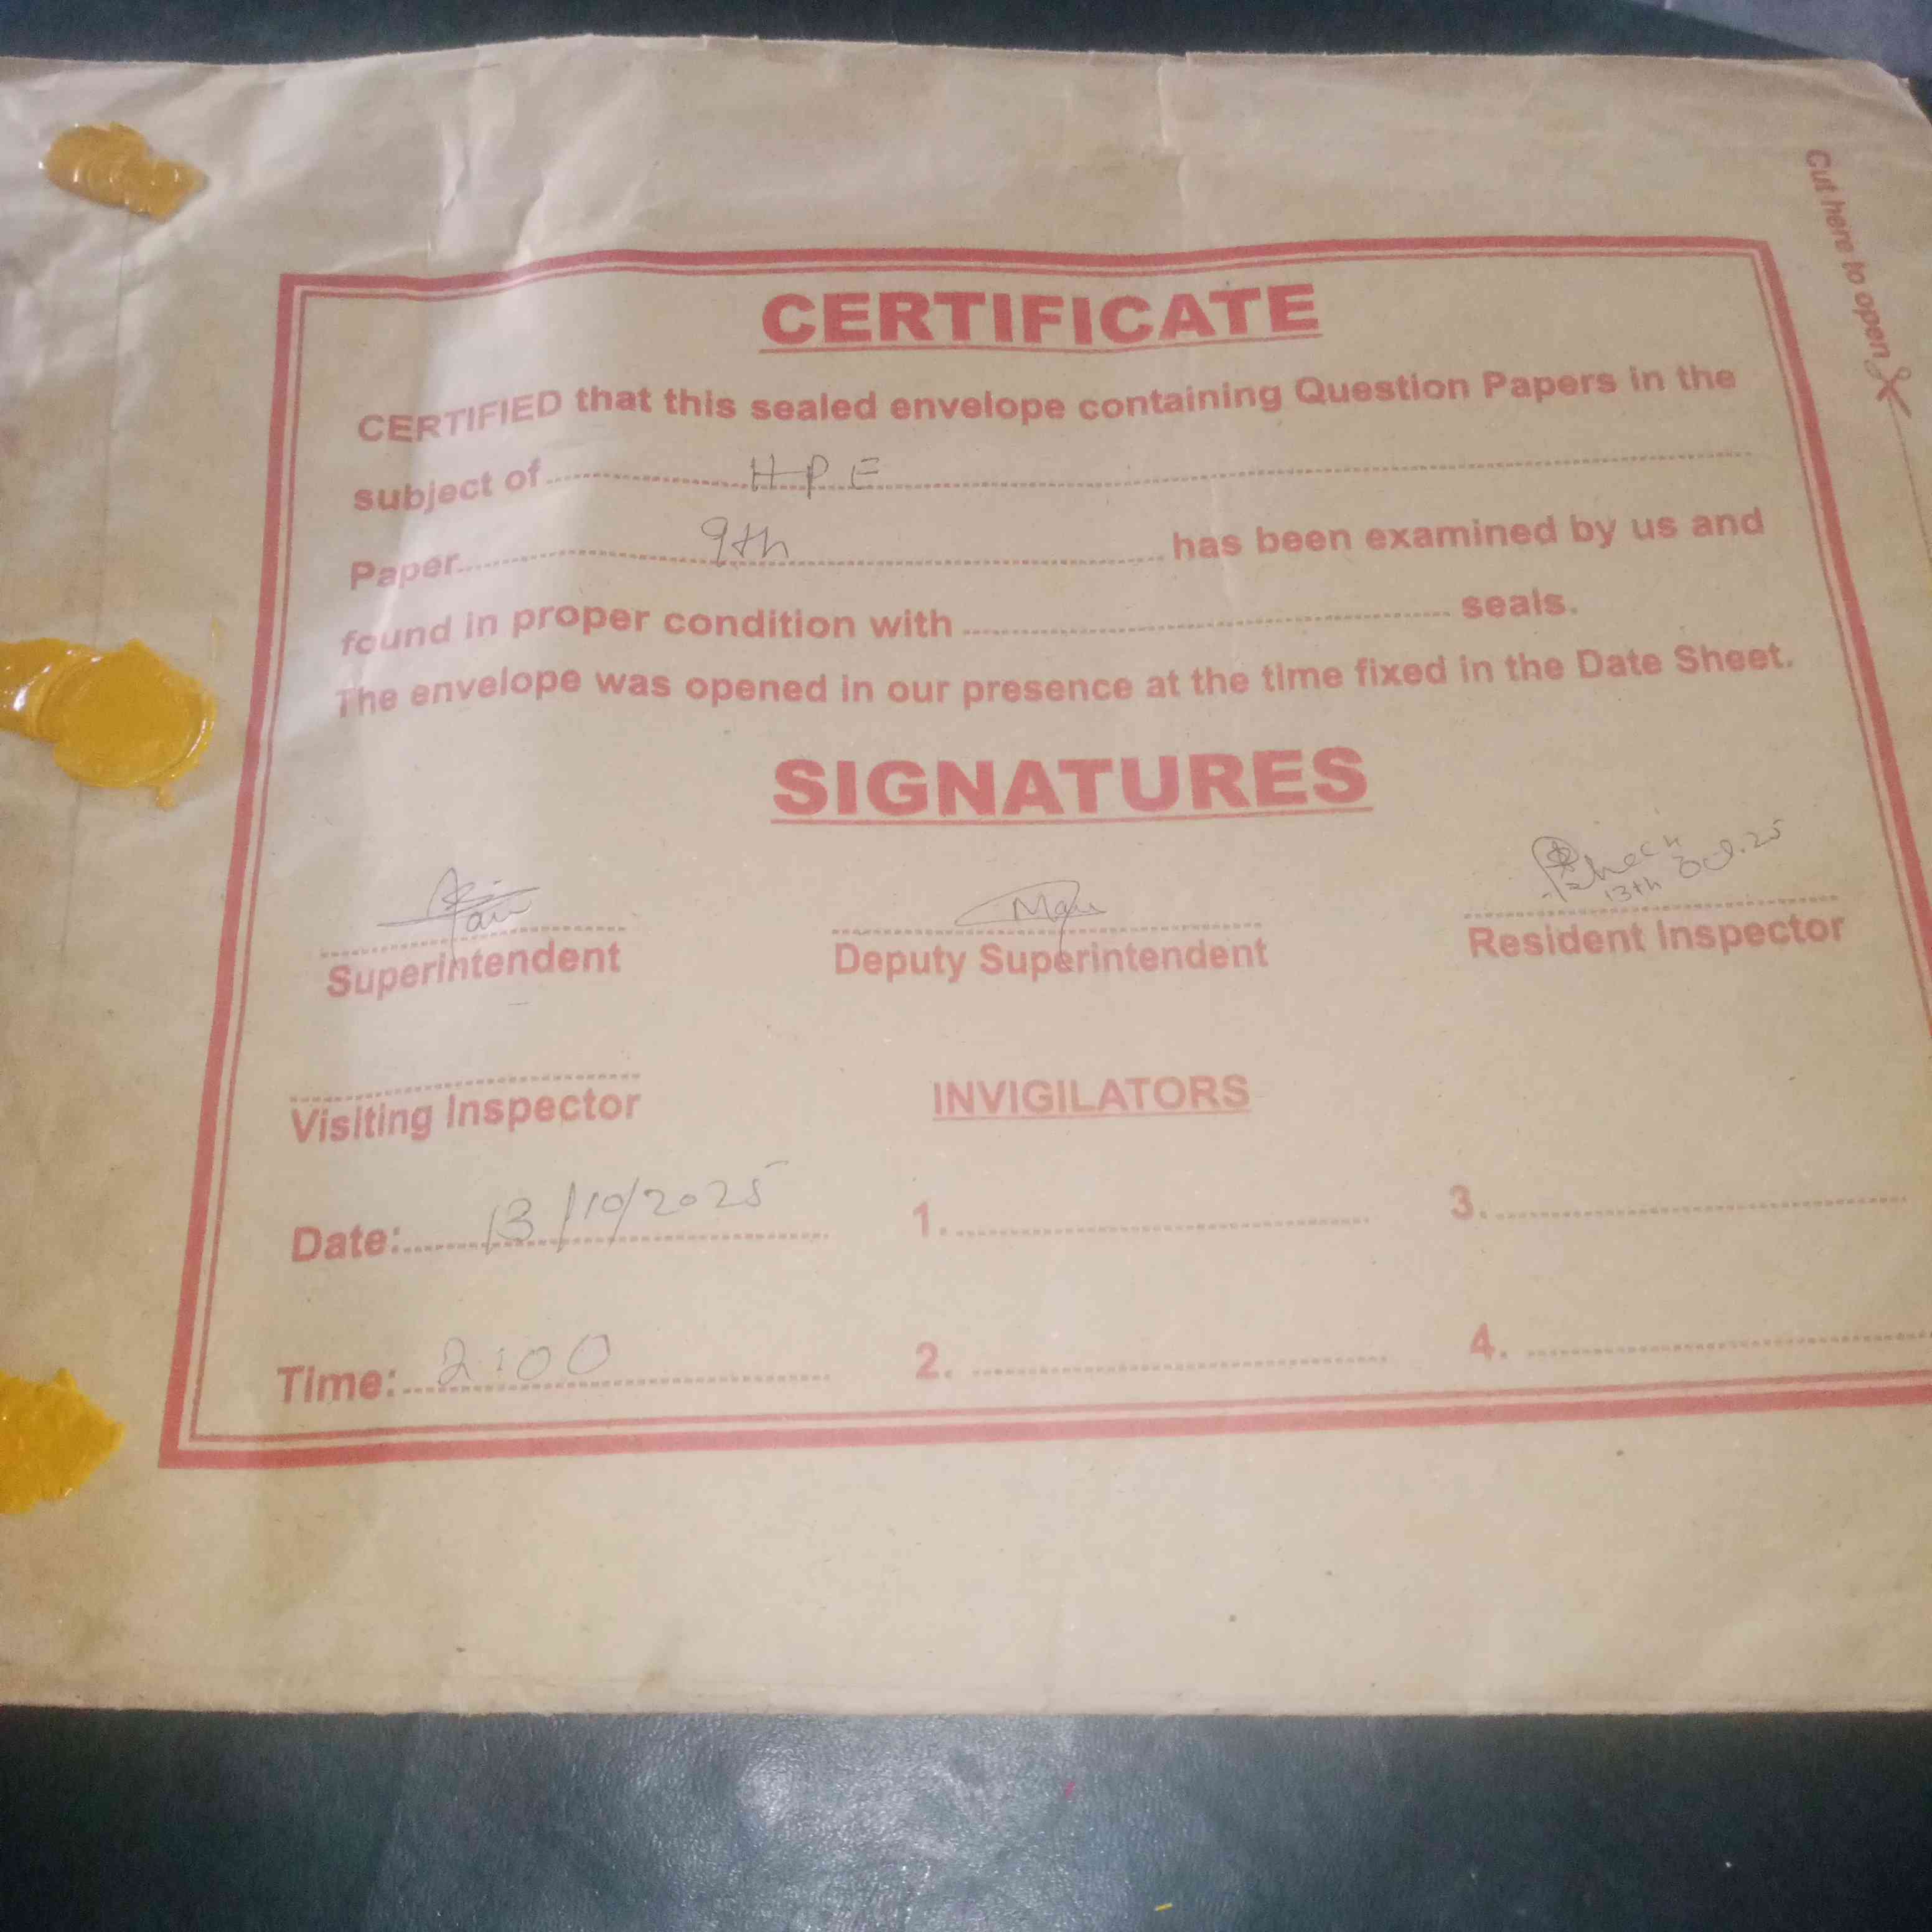 Cut here to open
CERTIFICATE
CERTIFIED that this sealed envelope containing Question Papers in the
subject of HPE
Paper 9th has been examined by us and
found in proper condition with seals.
The envelope was opened in our presence at the time fixed in the Date Sheet.
SIGNATURES
13th Oct.25
Superintendent Deputy Superintendent Resident Inspector
Visiting Inspector INVIGILATORS
Date: 13/10/2025 1. 3.
Time: 2:00 2. 4.